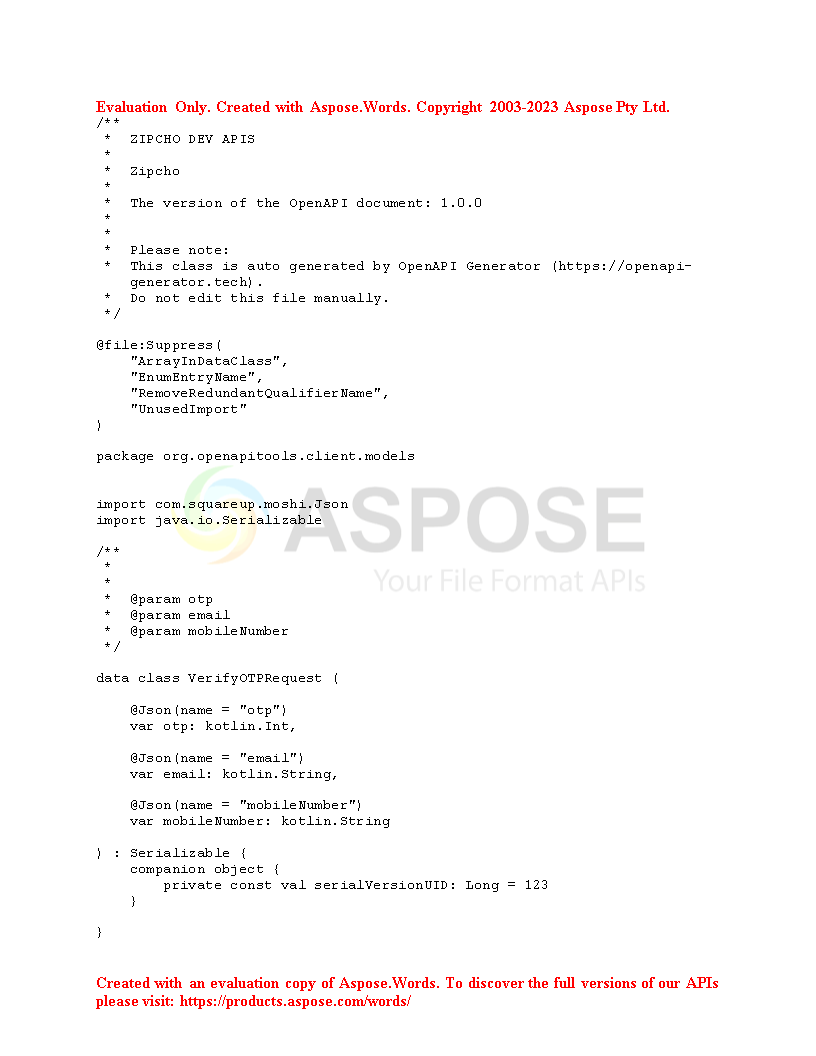 Evaluation Only. Created with Aspose.Words. Copyright 2003-2023 Aspose Pty Ltd.
/**
 *  ZIPCHO DEV APIS
 *
 *  Zipcho
 *
 *  The version of the OpenAPI document: 1.0.0
 *
 *
 *  Please note:
 *  This class is auto generated by OpenAPI Generator (https://openapi-
    generator.tech).
 *  Do not edit this file manually.
 */

@file:Suppress(
    "ArrayInDataClass",
    "EnumEntryName",
    "RemoveRedundantQualifierName",
    "UnusedImport"
)

package org.openapitools.client.models

import com.squareup.moshi.Json
import java.io.Serializable
ASPOSE
Your File Format APIs

/**
 *
 *
 *  @param otp
 *  @param email
 *  @param mobileNumber
 */

data class VerifyOTPRequest (

    @Json(name = "otp")
    var otp: kotlin.Int,

    @Json(name = "email")
    var email: kotlin.String,

    @Json(name = "mobileNumber")
    var mobileNumber: kotlin.String

) : Serializable {
    companion object {
        private const val serialVersionUID: Long = 123
    }

}

Created with an evaluation copy of Aspose.Words. To discover the full versions of our APIs
please visit: https://products.aspose.com/words/